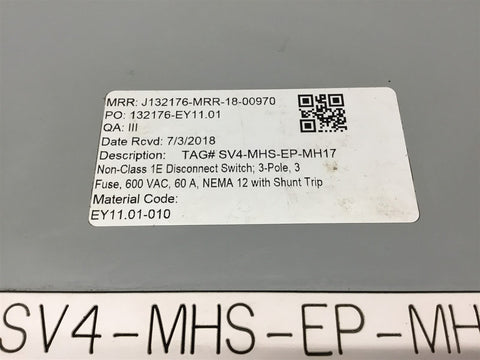 MRR: J132176-MRR-18-00970
PO: 132176-EY11.01
QA: III
Date Rcvd: 7/3/2018
Description: TAG# SV4-MHS-EP-MH17
Non-Class 1E Disconnect Switch; 3-Pole, 3
Fuse, 600 VAC, 60 A, NEMA 12 with Shunt Trip
Material Code:
EY11.01-010
SV4-MHS-EP-MH